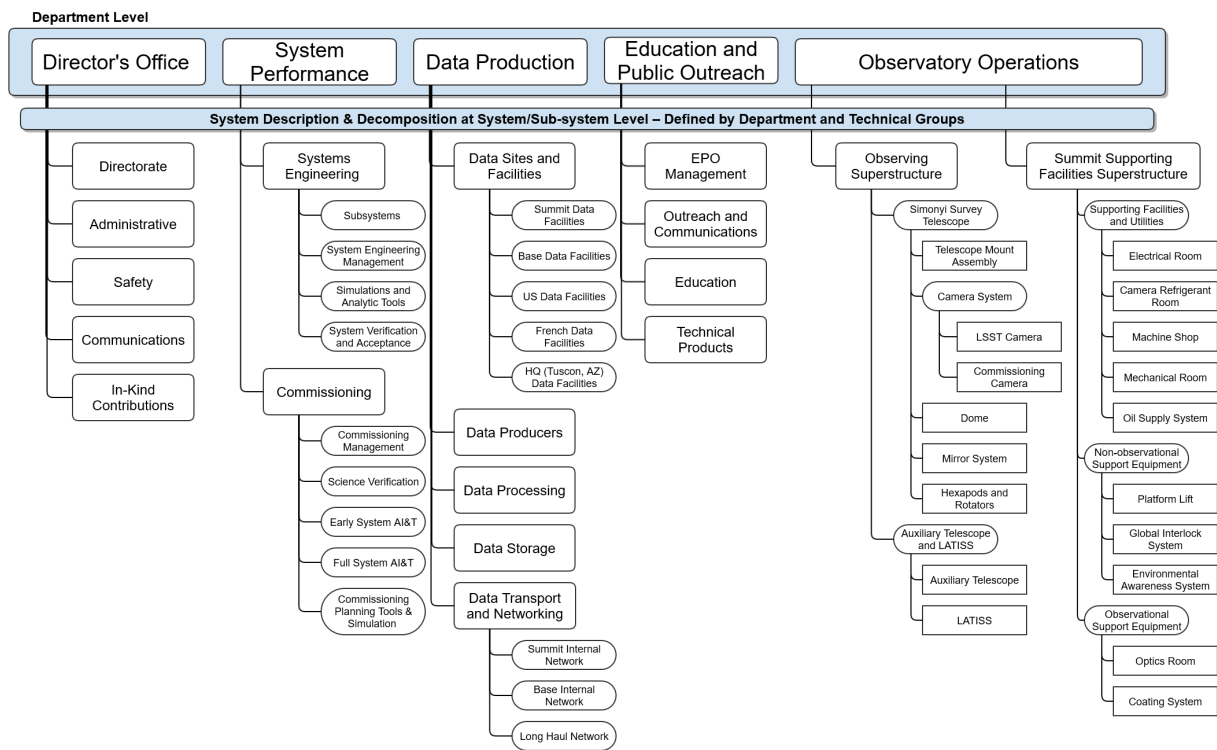 Department Level
Director's Office
System
Performance
Data Production
Education and
Public Outreach
Observatory Operations
System Description & Decomposition at System/Sub-system Level – Defined by Department and Technical Groups
Directorate
Administrative
Safety
Communications
In-Kind
Contributions
Systems
Engineering
Subsystems
System Engineering
Management
Simulations and
Analytic Tools
System Verification
and Acceptance
Commissioning
Commissioning
Management
Science Verification
Early System AI&T
Full System AI&T
Commissioning
Planning Tools &
Simulation
Data Sites and
Facilities
Summit Data
Facilities
Base Data Facilities
US Data Facilities
French Data
Facilities
HQ (Tuscon, AZ)
Data Facilities
Data Producers
Data Processing
Data Storage
Data Transport
and Networking
Summit Internal
Network
Base Internal
Network
Long Haul Network
EPO
Management
Outreach and
Communications
Education
Technical
Products
Observing
Superstructure
Simonyi Survey
Telescope
Telescope Mount
Assembly
Camera System
LSST Camera
Commissioning
Camera
Dome
Mirror System
Hexapods and
Rotators
Auxiliary Telescope
and LATISS
Auxiliary Telescope
LATISS
Summit Supporting
Facilities Superstructure
Supporting Facilities
and Utilities
Electrical Room
Camera Refrigerant
Room
Machine Shop
Mechanical Room
Oil Supply System
Non-observational
Support Equipment
Platform Lift
Global Interlock
System
Environmental
Awareness System
Observational
Support Equipment
Optics Room
Coating System